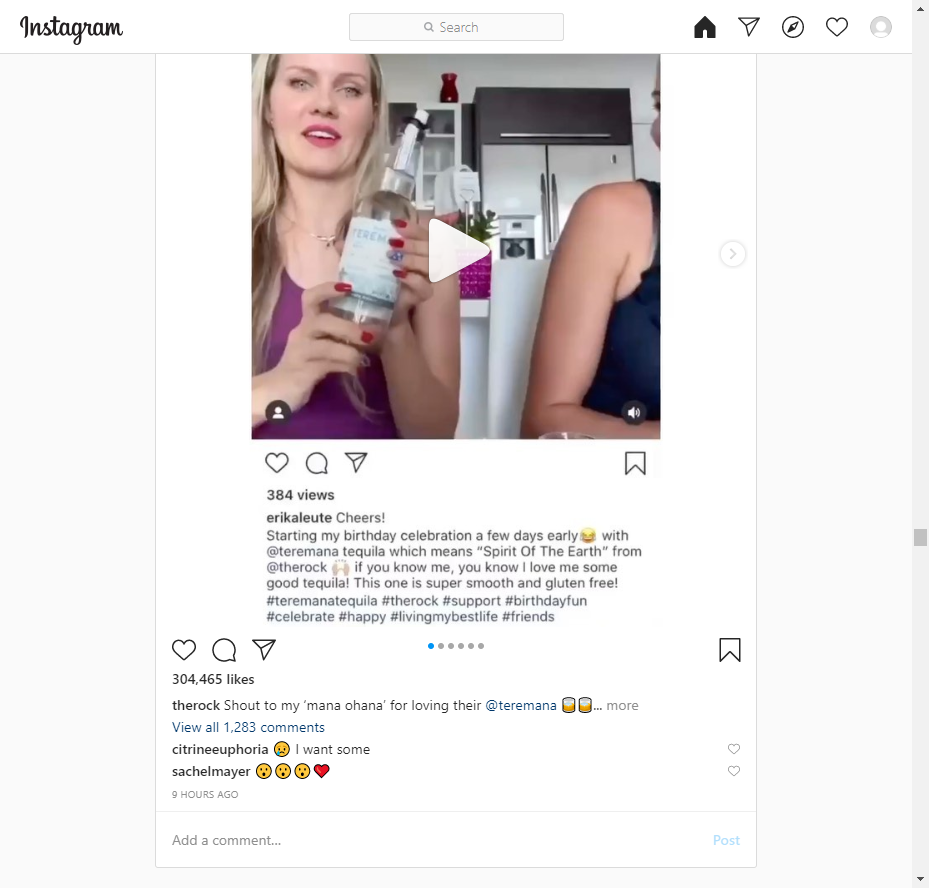 Instagram
Search
TEREM
384 views
erikaleute Cheers!
Starting my birthday celebration a few days early😂 with
@teremana tequila which means “Spirit Of The Earth” from
@therock 🙌🏼 if you know me, you know I love me some
good tequila! This one is super smooth and gluten free!
#teremanatequila #therock #support #birthdayfun
#celebrate #happy #livingmybestlife #friends
304,465 likes
therock Shout to my ‘mana ohana’ for loving their @teremana 🥃🥃... more
View all 1,283 comments
citrineeuphoria 😢 I want some
sachelmayer 😮😮😮❤️
9 HOURS AGO
Add a comment...
Post